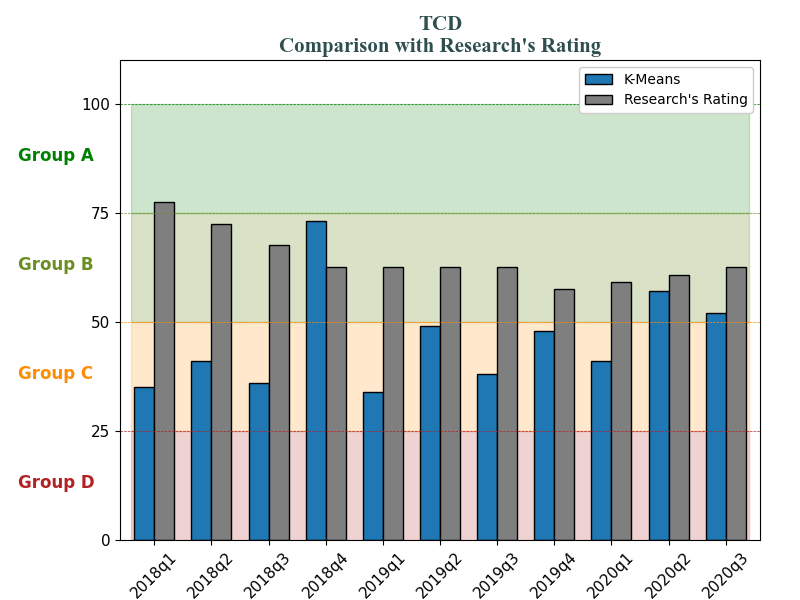 TCD
Comparison with Research's Rating
K-Means
Research's Rating
100
Group A
75
Group B
50
Group C
25
Group D
0
2018q1
2018q2
2018q3
2018q4
2019q1
2019q2
2019q3
2019q4
2020q1
2020q2
2020q3